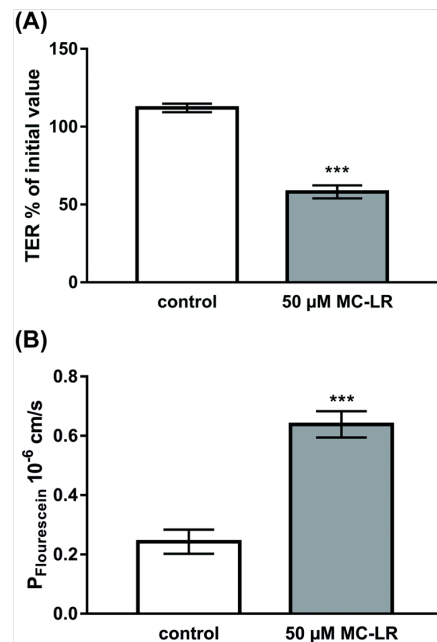 (A)
TER % of initial value
150
100
50
0
***
control
50 µM MC-LR
(B)
PFlourescein 10-6 cm/s
0.8
0.6
0.4
0.2
0.0
***
control
50 µM MC-LR